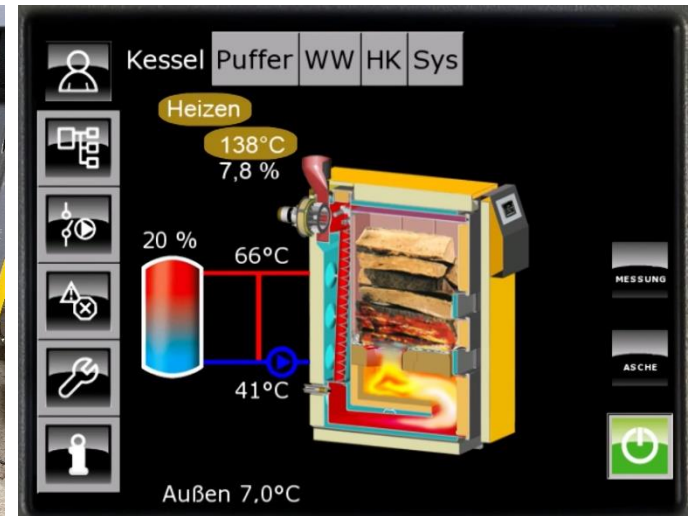 Kessel Puffer WW HK Sys
Heizen
138°C
7,8 %
20 %
66°C
MESSUNG
ASCHE
41°C
Außen 7,0°C